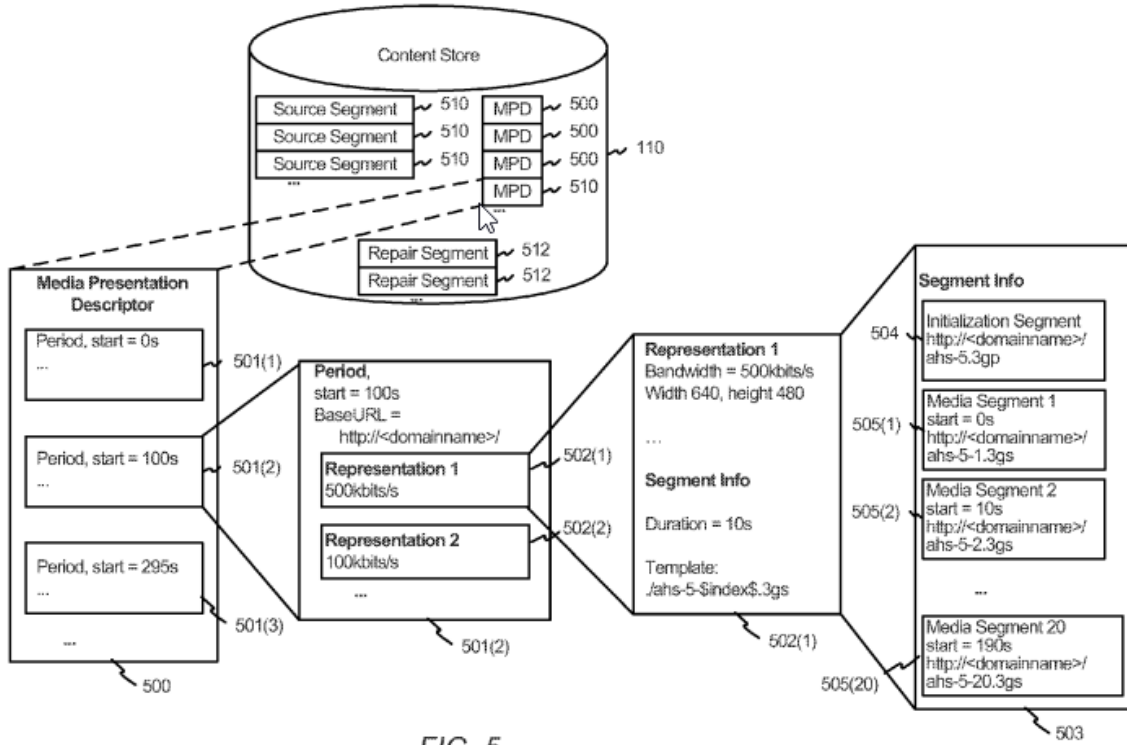 Content Store
Source Segment 510
Source Segment 510
Source Segment 510
...
MPD 500
MPD 500
MPD 500
MPD 510
...
110
Repair Segment 512
Repair Segment 512
...
Media Presentation
Descriptor
Period, start = 0s
...
501(1)
Period, start = 100s
...
501(2)
Period, start = 295s
...
501(3)
...
500
Period,
start = 100s
BaseURL =
http://<domainname>/
Representation 1
500kbits/s
502(1)
Representation 2
100kbits/s
502(2)
...
501(2)
Representation 1
Bandwidth = 500kbits/s
Width 640, height 480
...
Segment Info
Duration = 10s
Template:
./ahs-5-$index$.3gs
502(1)
Segment Info
504
Initialization Segment
http://<domainname>/
ahs-5.3gp
505(1)
Media Segment 1
start = 0s
http://<domainname>/
ahs-5-1.3gs
505(2)
Media Segment 2
start = 10s
http://<domainname>/
ahs-5-2.3gs
...
505(20)
Media Segment 20
start = 190s
http://<domainname>/
ahs-5-20.3gs
503
FIG. 5